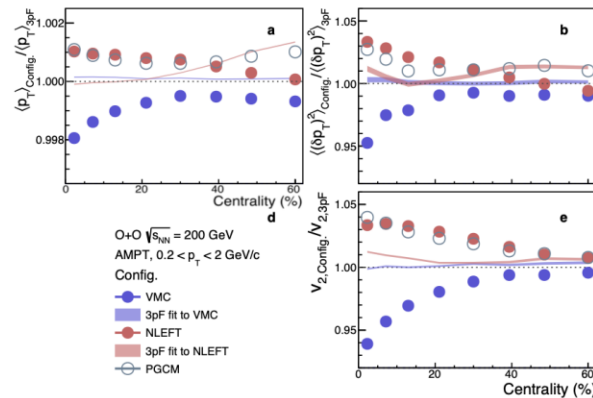 ⟨p_T⟩_Config./⟨p_T⟩_3pF
1.002
1.000
0.998
a
0
20
40
60
Centrality (%)
⟨(δp_T)²⟩_Config./⟨(δp_T)²⟩_3pF
1.05
1.00
0.95
b
d
O+O √s_NN = 200 GeV
AMPT, 0.2 < p_T < 2 GeV/c
Config.
VMC
3pF fit to VMC
NLEFT
3pF fit to NLEFT
PGCM
v_2,Config./v_2,3pF
1.05
1.00
0.95
e
0
20
40
60
Centrality (%)